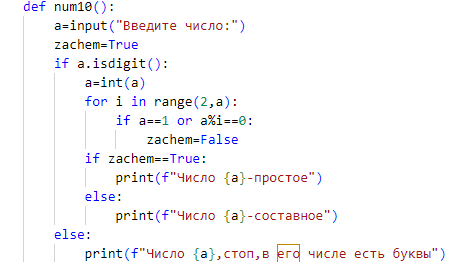 def num10():
    a=input("Введите число:")
    zachem=True
    if a.isdigit():
        a=int(a)
        for i in range(2,a):
            if a==1 or a%i==0:
                zachem=False
        if zachem==True:
            print(f"Число {a}-простое")
        else:
            print(f"Число {a}-составное")
    else:
        print(f"Число {a},стоп,в его числе есть буквы")